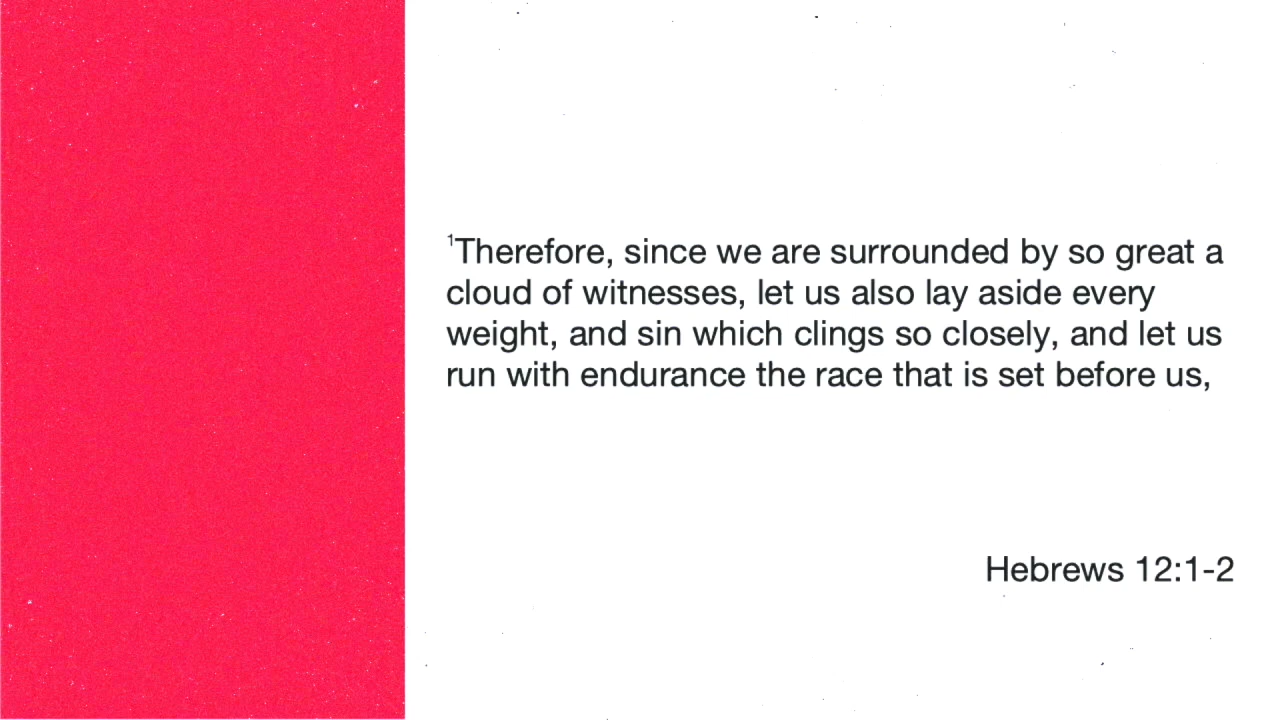 ¹Therefore, since we are surrounded by so great a
cloud of witnesses, let us also lay aside every
weight, and sin which clings so closely, and let us
run with endurance the race that is set before us,
Hebrews 12:1-2